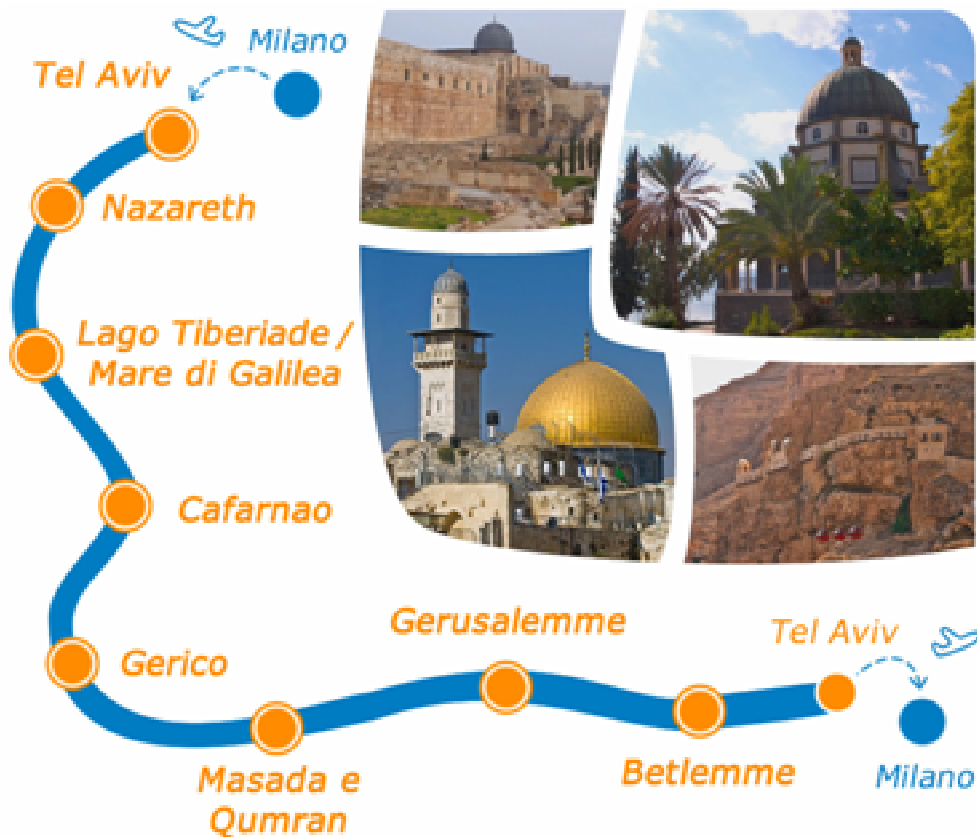 Milano
Tel Aviv
Nazareth
Lago Tiberiade /
Mare di Galilea
Cafarnao
Gerico
Masada e
Qumran
Gerusalemme
Betlemme
Tel Aviv
Milano